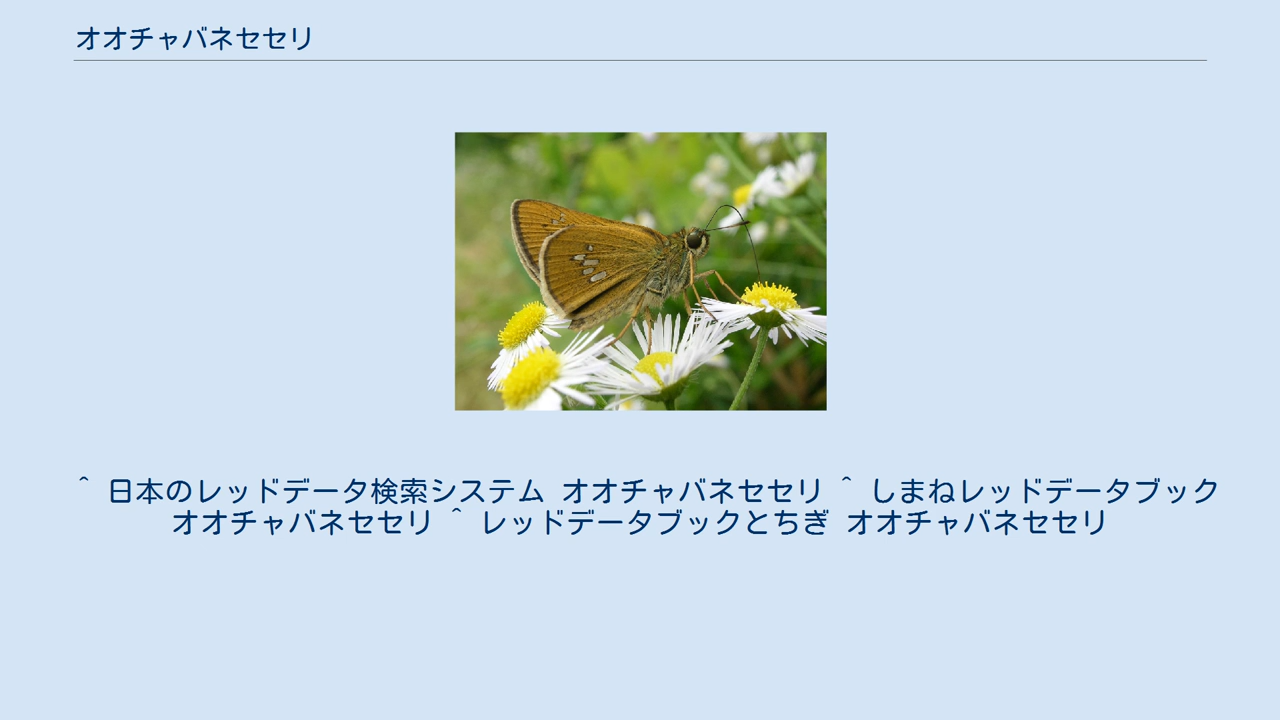 オオチャバネセセリ
^ 日本のレッドデータ検索システム オオチャバネセセリ ^ しまねレッドデータブック
オオチャバネセセリ ^ レッドデータブックとちぎ オオチャバネセセリ